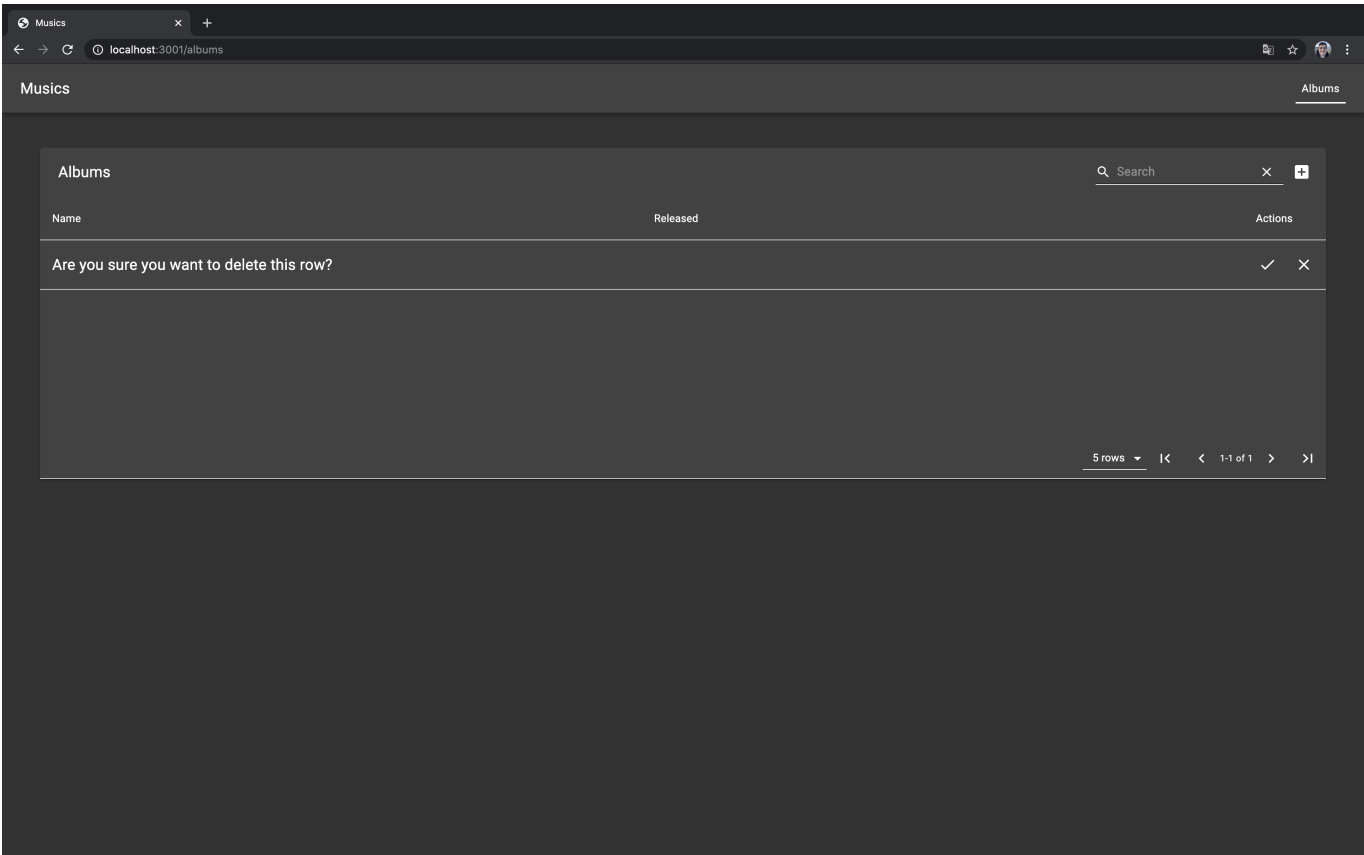 Musics
localhost:3001/albums
Musics Albums
Albums Search
Name Released Actions
Are you sure you want to delete this row?
5 rows 1-1 of 1